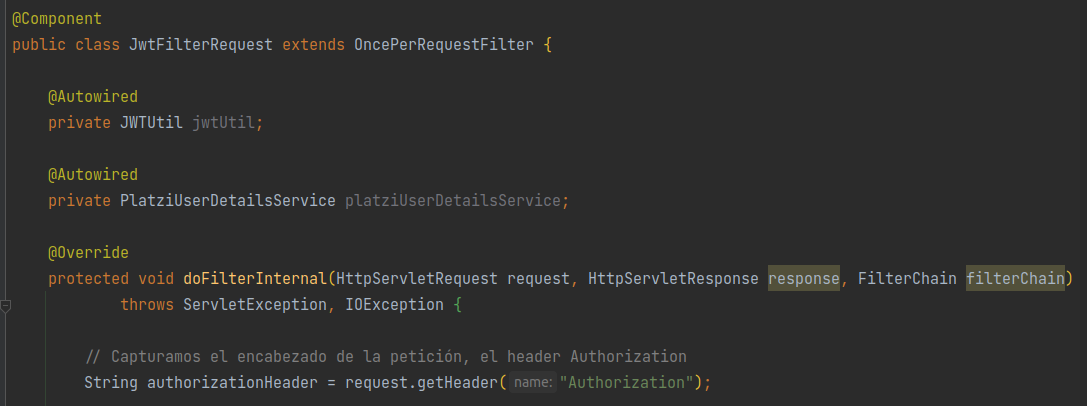 @Component
public class JwtFilterRequest extends OncePerRequestFilter {
@Autowired
private JWTUtil jwtUtil;
@Autowired
private PlatziUserDetailsService platziUserDetailsService;
@Override
protected void doFilterInternal(HttpServletRequest request, HttpServletResponse response, FilterChain filterChain)
throws ServletException, IOException {
// Capturamos el encabezado de la petición, el header Authorization
String authorizationHeader = request.getHeader( name: "Authorization");